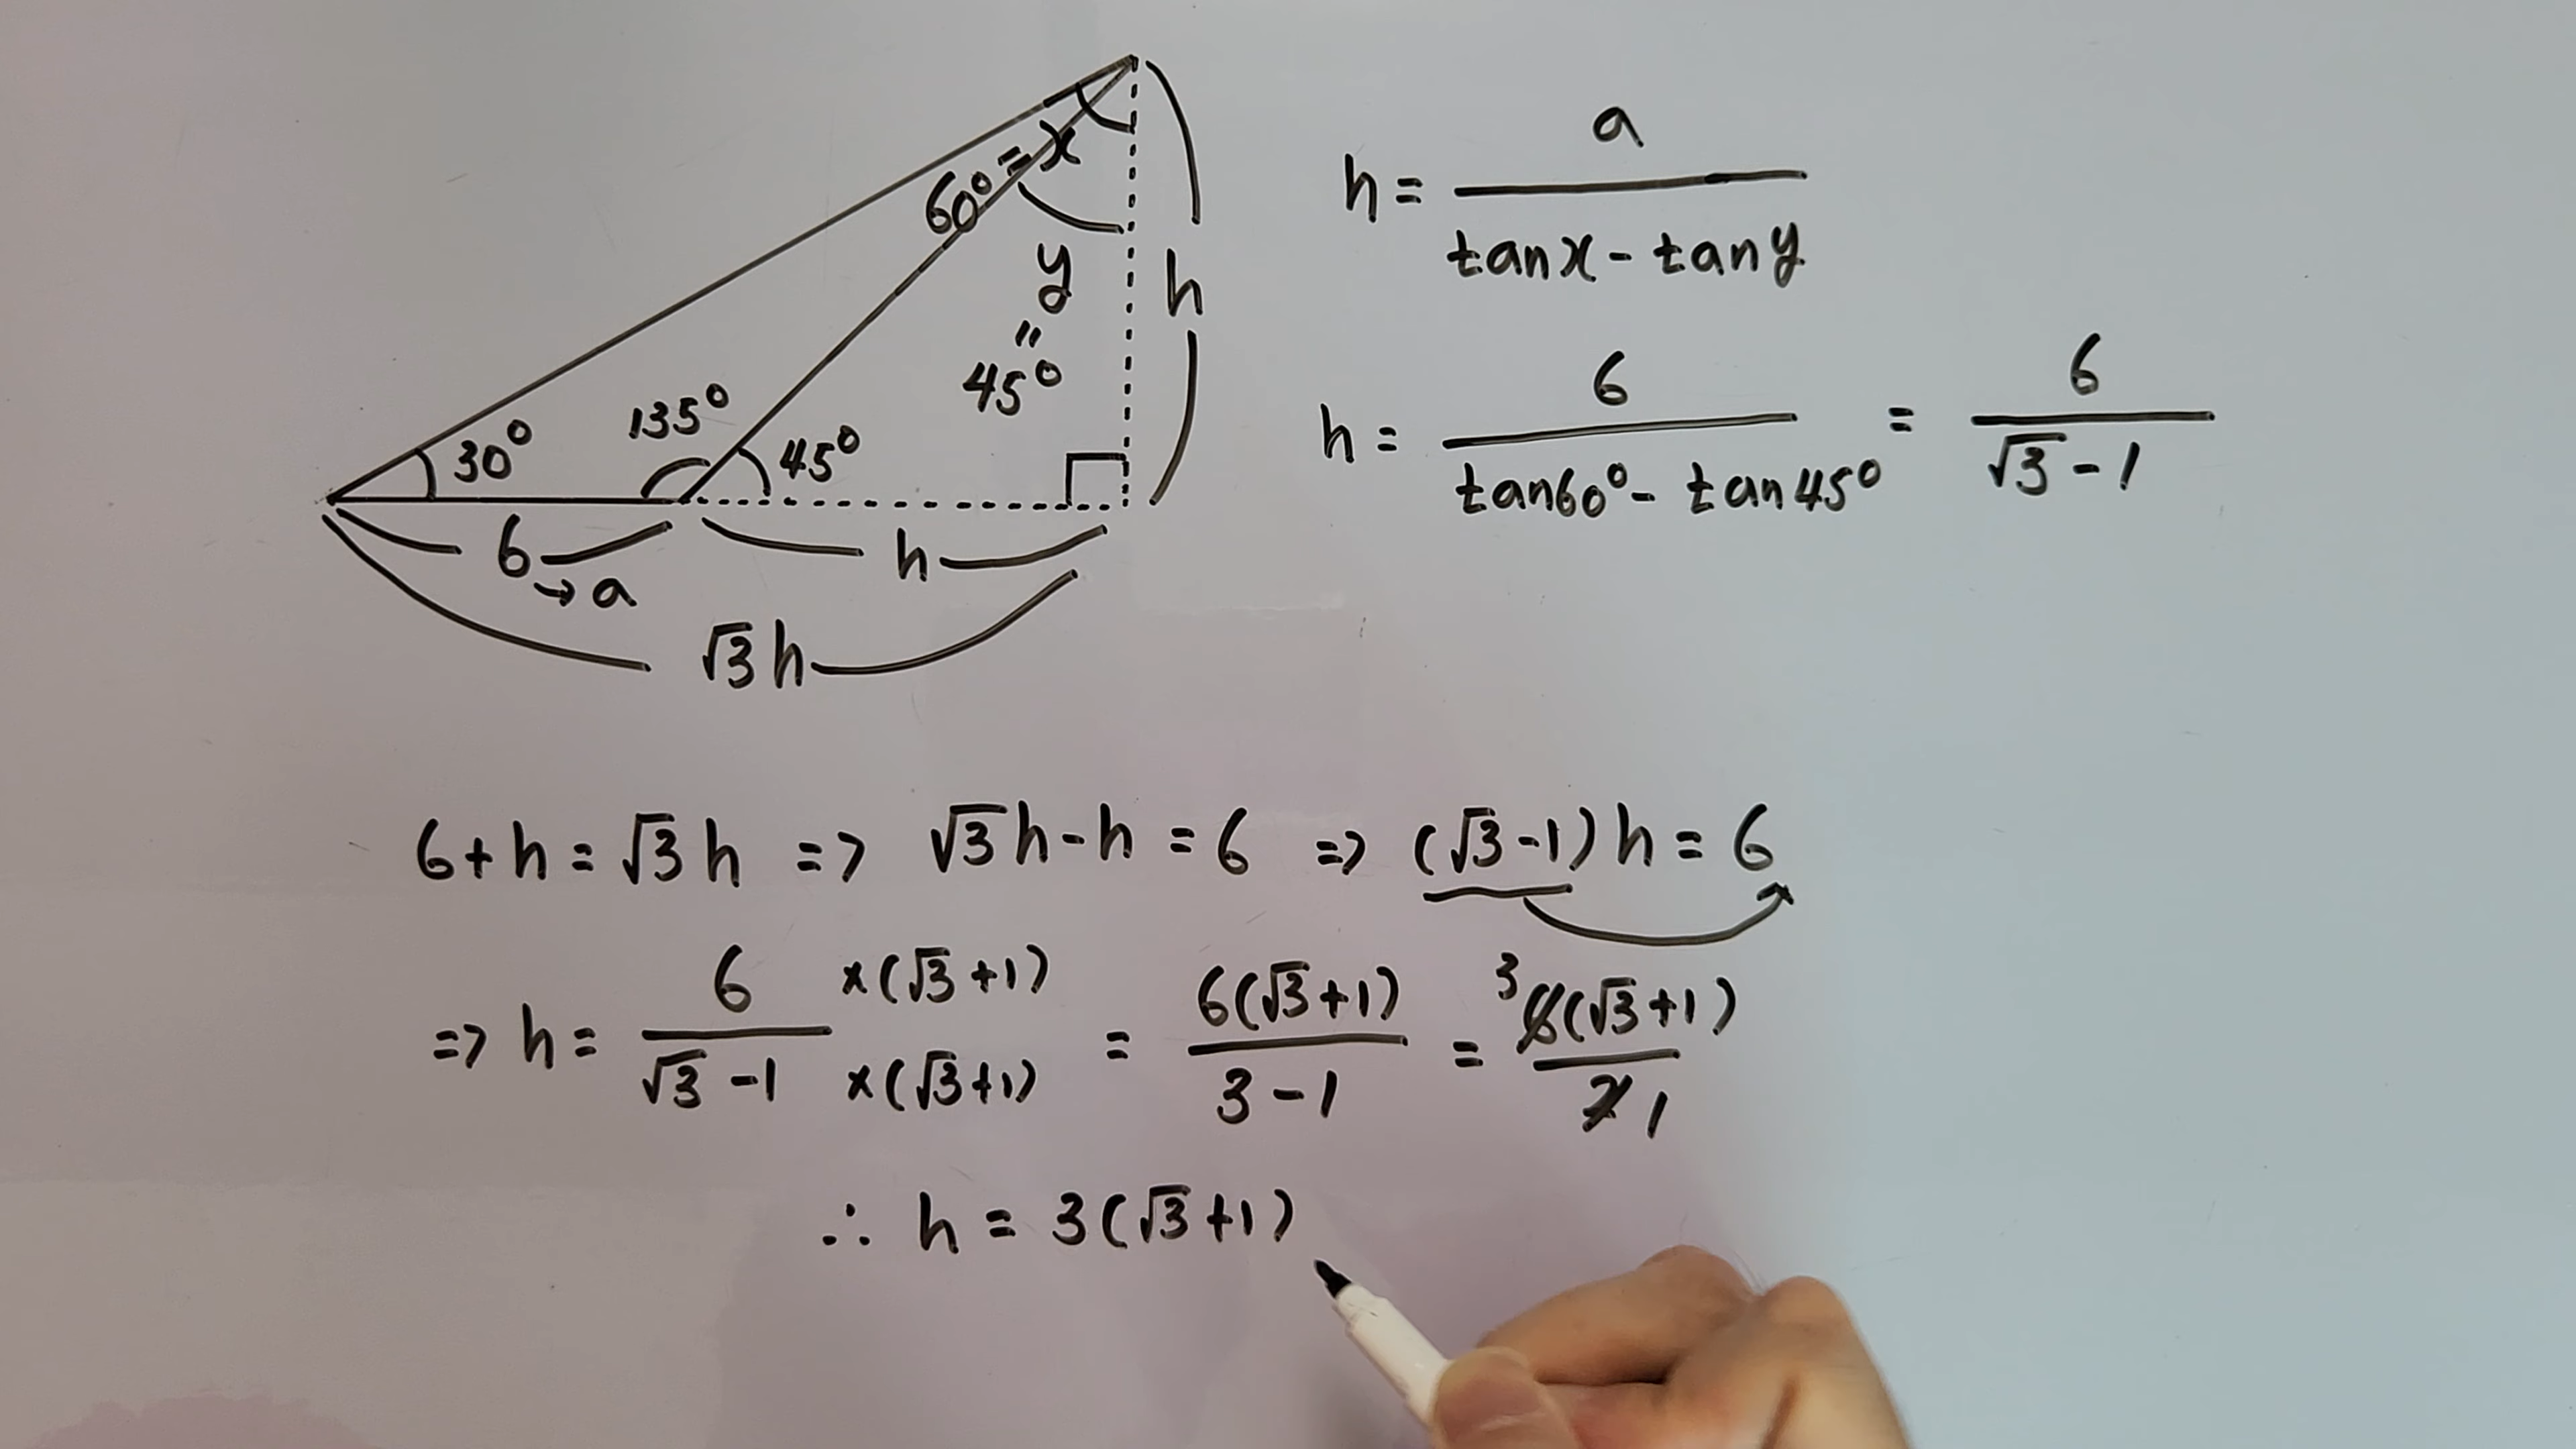 60° = x
y
"
45°
h
30°
135°
45°
6
→ a
h
√3 h
h = a / (tan x - tan y)
h = 6 / (tan60° - tan45°) = 6 / (√3 - 1)
6 + h = √3 h => √3 h - h = 6 => (√3 - 1) h = 6
=> h = 6 ×(√3 + 1) / (√3 - 1) ×(√3 + 1) = 6(√3 + 1) / (3 - 1) = 3 6(√3 + 1) / 2 1
∴ h = 3(√3 + 1)